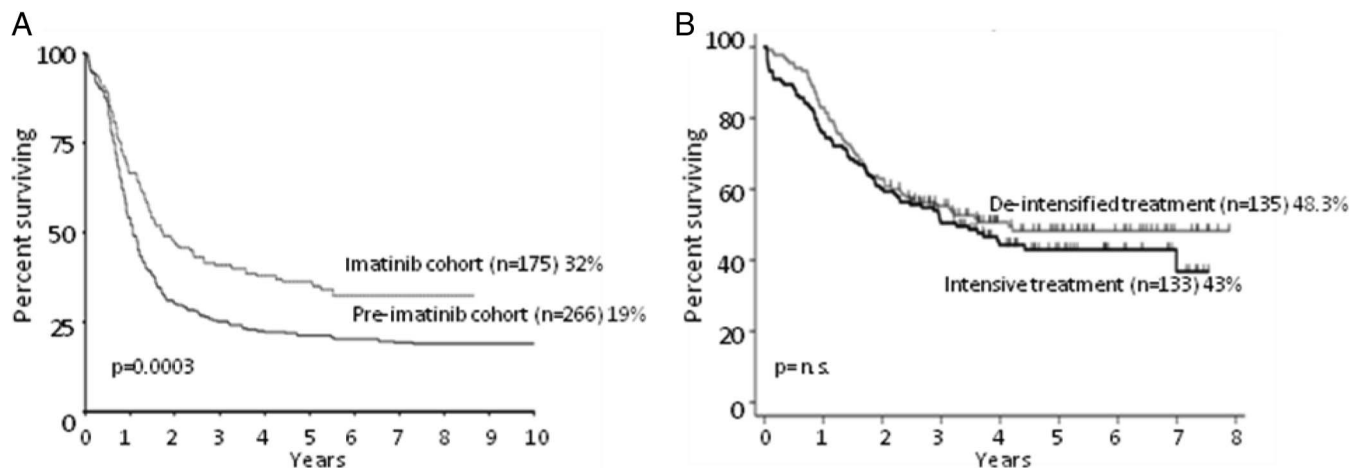 A
Percent surviving
100
75
50
25
0
Imatinib cohort (n=175) 32%
Pre-imatinib cohort (n=266) 19%
p=0.0003
0 1 2 3 4 5 6 7 8 9 10
Years
B
Percent surviving
100
80
60
40
20
0
De-intensified treatment (n=135) 48.3%
Intensive treatment (n=133) 43%
p= n.s.
0 1 2 3 4 5 6 7 8
Years